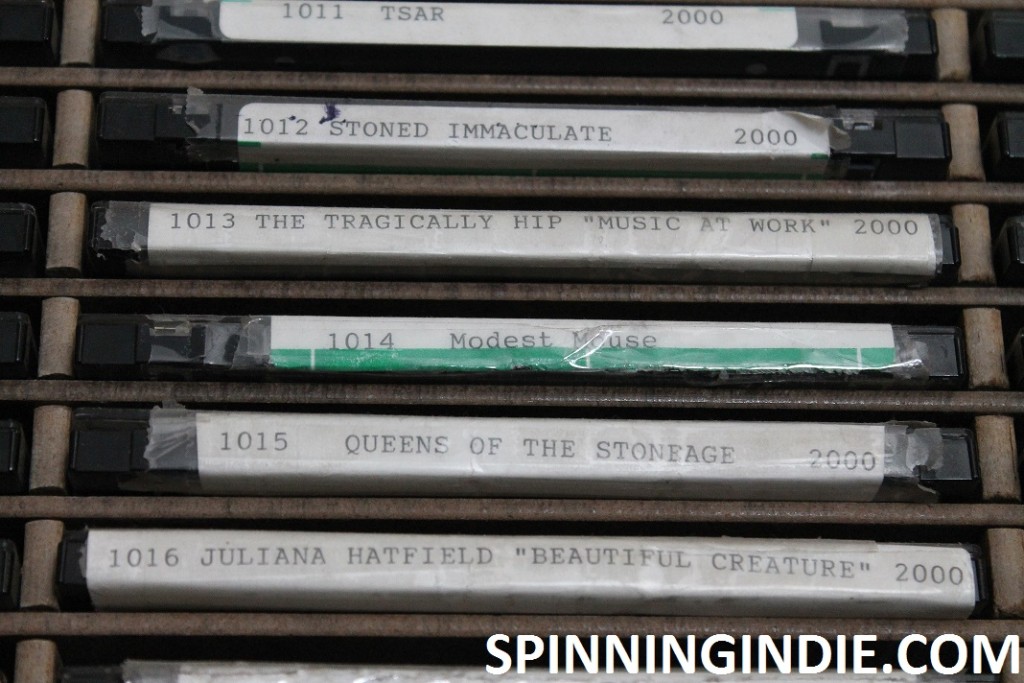 1011 TSAR 2000
1012 STONED IMMACULATE 2000
1013 THE TRAGICALLY HIP "MUSIC AT WORK" 2000
1014 Modest Mouse
1015 QUEENS OF THE STONEAGE 2000
1016 JULIANA HATFIELD "BEAUTIFUL CREATURE" 2000
SPINNINGINDIE.COM